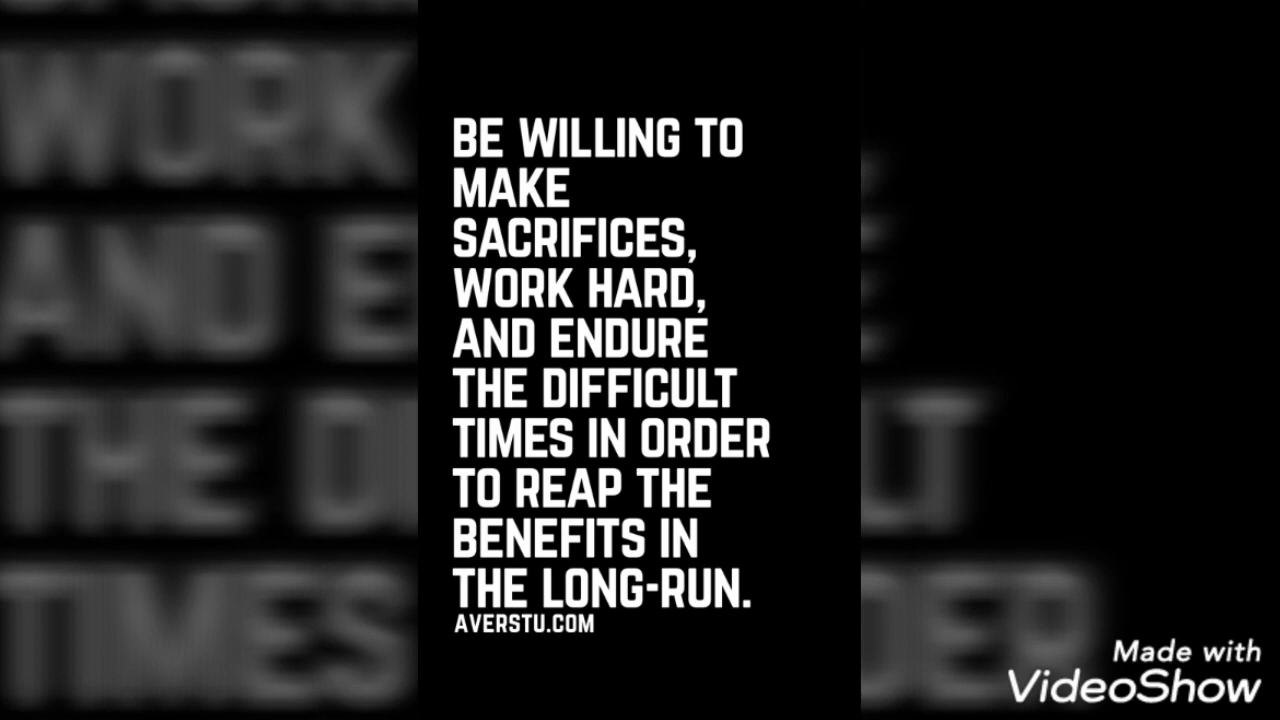 BE WILLING TO
MAKE
SACRIFICES,
WORK HARD,
AND ENDURE
THE DIFFICULT
TIMES IN ORDER
TO REAP THE
BENEFITS IN
THE LONG-RUN.
AVERSTU.COM
Made with
VideoShow